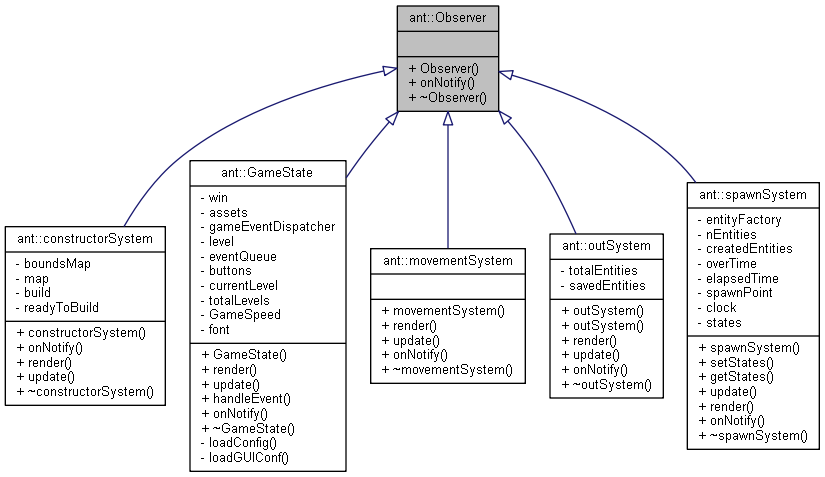 ant::Observer
+ Observer()
+ onNotify()
+ ~Observer()
ant::constructorSystem
- boundsMap
- map
- build
- readyToBuild
+ constructorSystem()
+ onNotify()
+ render()
+ update()
+ ~constructorSystem()
ant::GameState
- win
- assets
- gameEventDispatcher
- level
- eventQueue
- buttons
- currentLevel
- totalLevels
- GameSpeed
- font
+ GameState()
+ render()
+ update()
+ handleEvent()
+ onNotify()
+ ~GameState()
- loadConfig()
- loadGUIConf()
ant::movementSystem
+ movementSystem()
+ render()
+ update()
+ onNotify()
+ ~movementSystem()
ant::outSystem
- totalEntities
- savedEntities
+ outSystem()
+ outSystem()
+ render()
+ update()
+ onNotify()
+ ~outSystem()
ant::spawnSystem
- entityFactory
- nEntities
- createdEntities
- overTime
- elapsedTime
- spawnPoint
- clock
- states
+ spawnSystem()
+ setStates()
+ getStates()
+ update()
+ render()
+ onNotify()
+ ~spawnSystem()